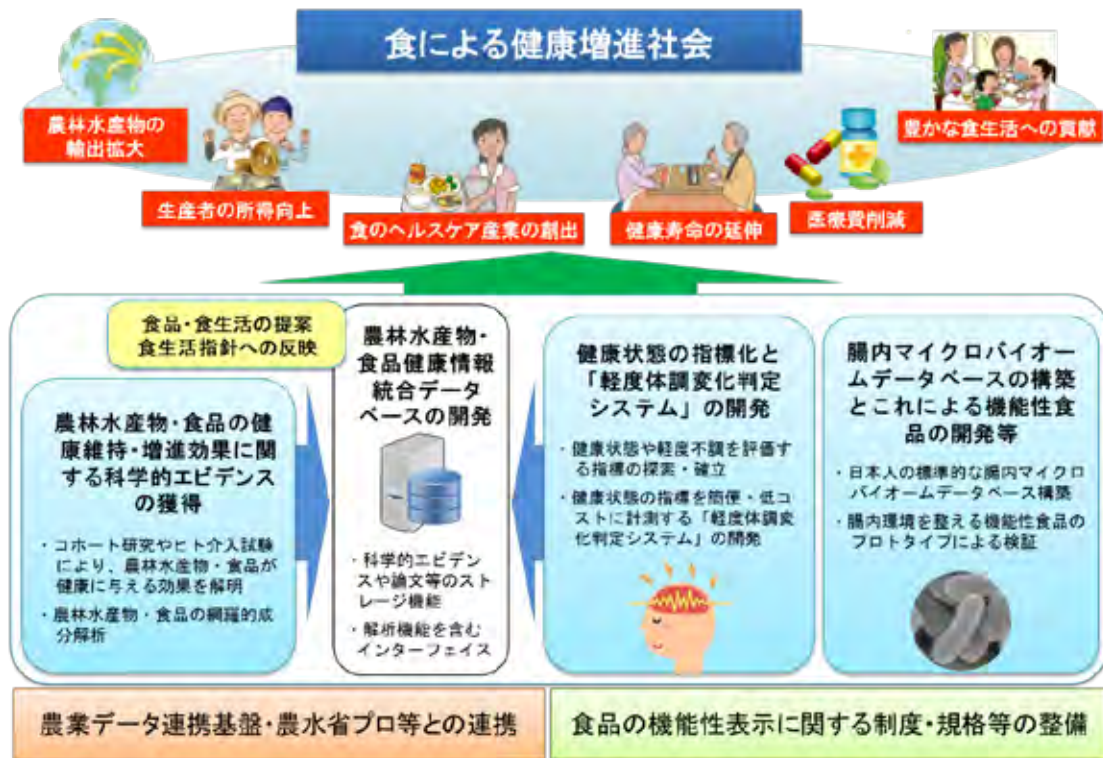 食による健康増進社会
農林水産物の
輸出拡大
生産者の所得向上
食のヘルスケア産業の創出
健康寿命の延伸
医療費削減
豊かな食生活への貢献
食品・食生活の提案
食生活指針への反映
農林水産物・食品の健
康維持・増進効果に関
する科学的エビデンス
の獲得
・コホート研究やヒト介入試験
により、農林水産物・食品が
健康に与える効果を解明
・農林水産物・食品の網羅的成
分解析
農林水産物・
食品健康情報
統合データ
ベースの開発
・科学的エビデ
ンスや論文等のスト
レージ機能
・解析機能を含む
インターフェイス
健康状態の指標化と
「軽度体調変化判定
システム」の開発
・健康状態や軽度不調を評価す
る指標の探索・確立
・健康状態の指標を簡便・低コ
ストに計測する「軽度体調変
化判定システム」の開発
腸内マイクロバイオー
ムデータベースの構築
とこれによる機能性食
品の開発等
・日本人の標準的な腸内マイクロ
バイオームデータベース構築
・腸内環境を整える機能性食品の
プロトタイプによる検証
農業データ連携基盤・農水省プロ等との連携
食品の機能性表示に関する制度・規格等の整備